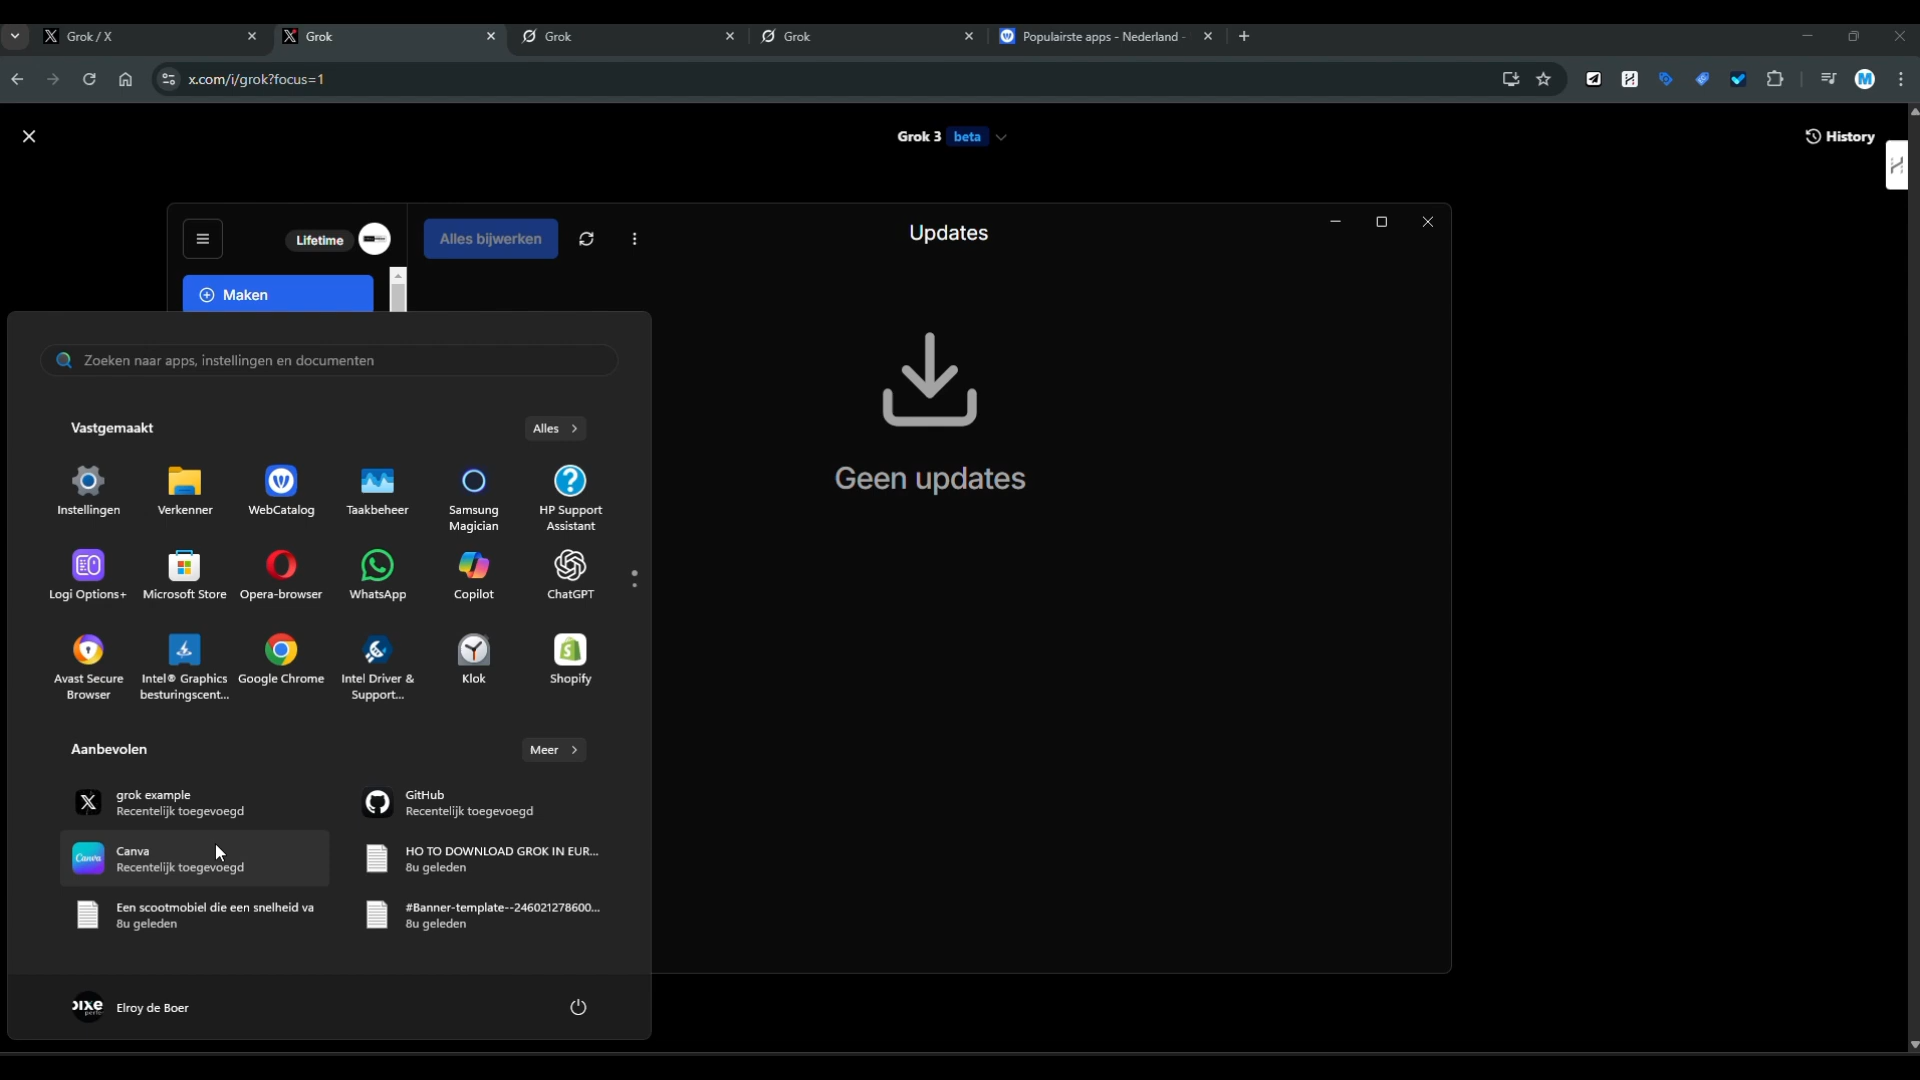 Grok / X
Grok
Grok
Grok
Populairste apps - Nederland -
x.com/i/grok?focus=1
M
Grok 3 beta
History
Lifetime
Alles bijwerken
Updates
Maken
Zoeken naar apps, instellingen en documenten
Vastgemaakt
Alles
Geen updates
Instellingen
Verkenner
WebCatalog
Taakbeheer
Samsung
Magician
HP Support
Assistant
Logi Options+
Microsoft Store
Opera-browser
WhatsApp
Copilot
ChatGPT
Avast Secure
Browser
Intel® Graphics
besturingscent...
Google Chrome
Intel Driver &
Support...
Klok
Shopify
Aanbevolen
Meer
grok example
Recentelijk toegevoegd
GitHub
Recentelijk toegevoegd
Canva
Canva
Recentelijk toegevoegd
HO TO DOWNLOAD GROK IN EUR...
8u geleden
Een scootmobiel die een snelheid va
8u geleden
#Banner-template--246021278600...
8u geleden
Elroy de Boer